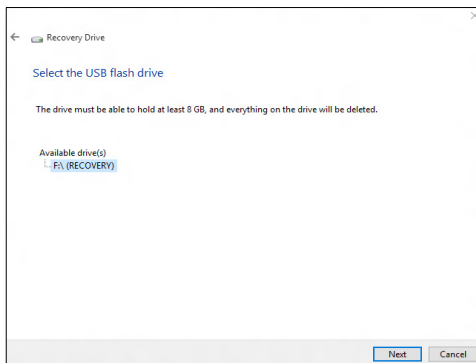 Recovery Drive
Select the USB flash drive
The drive must be able to hold at least 8 GB, and everything on the drive will be deleted.
Available drive(s)
F:\ (RECOVERY)
Next Cancel